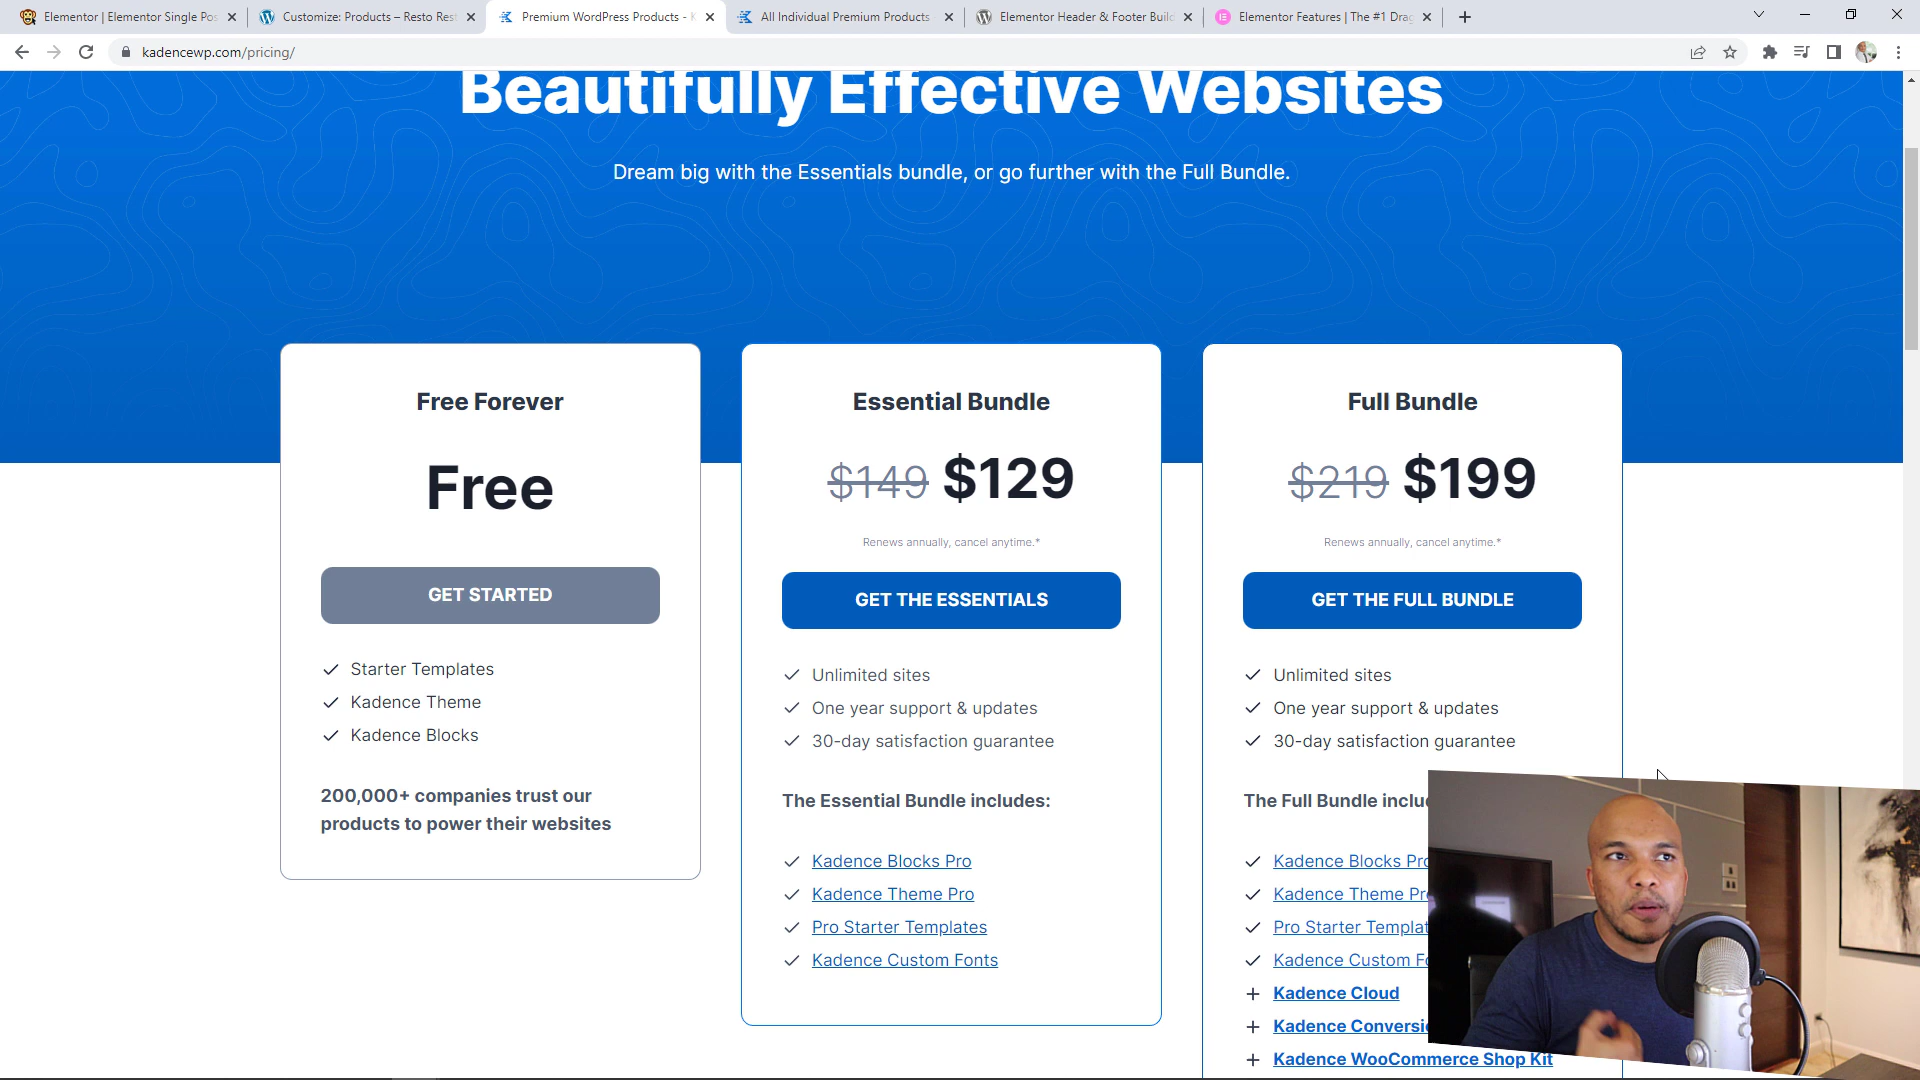 Elementor | Elementor Single Pos
Customize: Products – Resto Rest
Premium WordPress Products - K
All Individual Premium Products
Elementor Header & Footer Buil
Elementor Features | The #1 Drag
kadencewp.com/pricing/
Beautifully Effective Websites
Dream big with the Essentials bundle, or go further with the Full Bundle.
Free Forever
Free
GET STARTED
Starter Templates
Kadence Theme
Kadence Blocks
200,000+ companies trust our
products to power their websites
Essential Bundle
$149 $129
Renews annually, cancel anytime.*
GET THE ESSENTIALS
Unlimited sites
One year support & updates
30-day satisfaction guarantee
The Essential Bundle includes:
Kadence Blocks Pro
Kadence Theme Pro
Pro Starter Templates
Kadence Custom Fonts
Full Bundle
$219 $199
Renews annually, cancel anytime.*
GET THE FULL BUNDLE
Unlimited sites
One year support & updates
30-day satisfaction guarantee
The Full Bundle inclu
Kadence Blocks Pro
Kadence Theme Pr
Pro Starter Templat
Kadence Custom Fo
Kadence Cloud
Kadence Conversi
Kadence WooCommerce Shop Kit